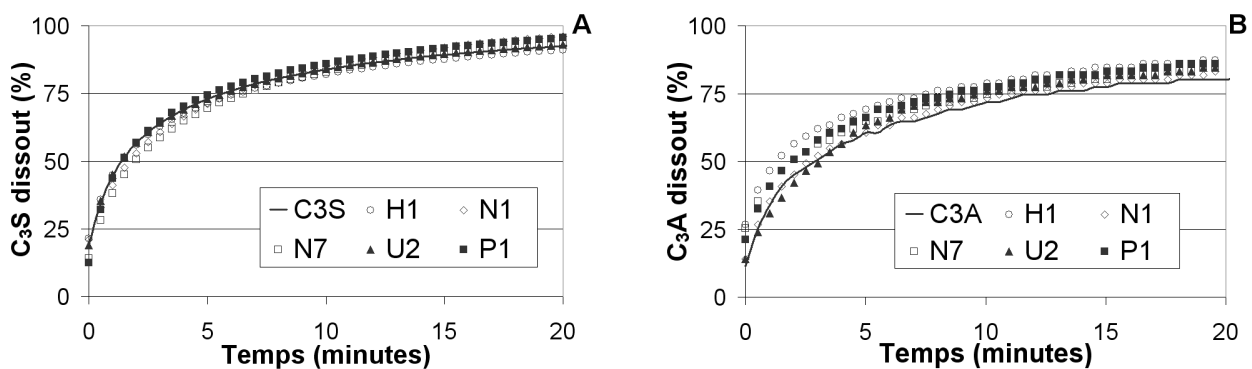 A
C₃S dissout (%)
100
75
50
25
0
C3S H1 N1
N7 U2 P1
0 5 10 15 20
Temps (minutes)
B
C₃A dissout (%)
100
75
50
25
0
C3A H1 N1
N7 U2 P1
0 5 10 15 20
Temps (minutes)